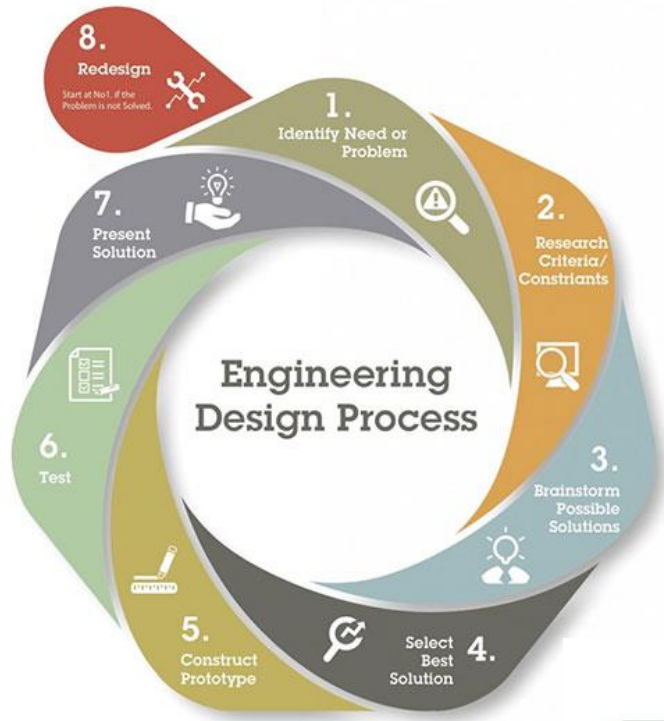 Engineering
Design Process
1.
Identify Need or
Problem
2.
Research
Criteria/
Constriants
3.
Brainstorm
Possible
Solutions
4.
Select
Best
Solution
5.
Construct
Prototype
6.
Test
7.
Present
Solution
8.
Redesign
Start at No1. if the
Problem is not Solved.